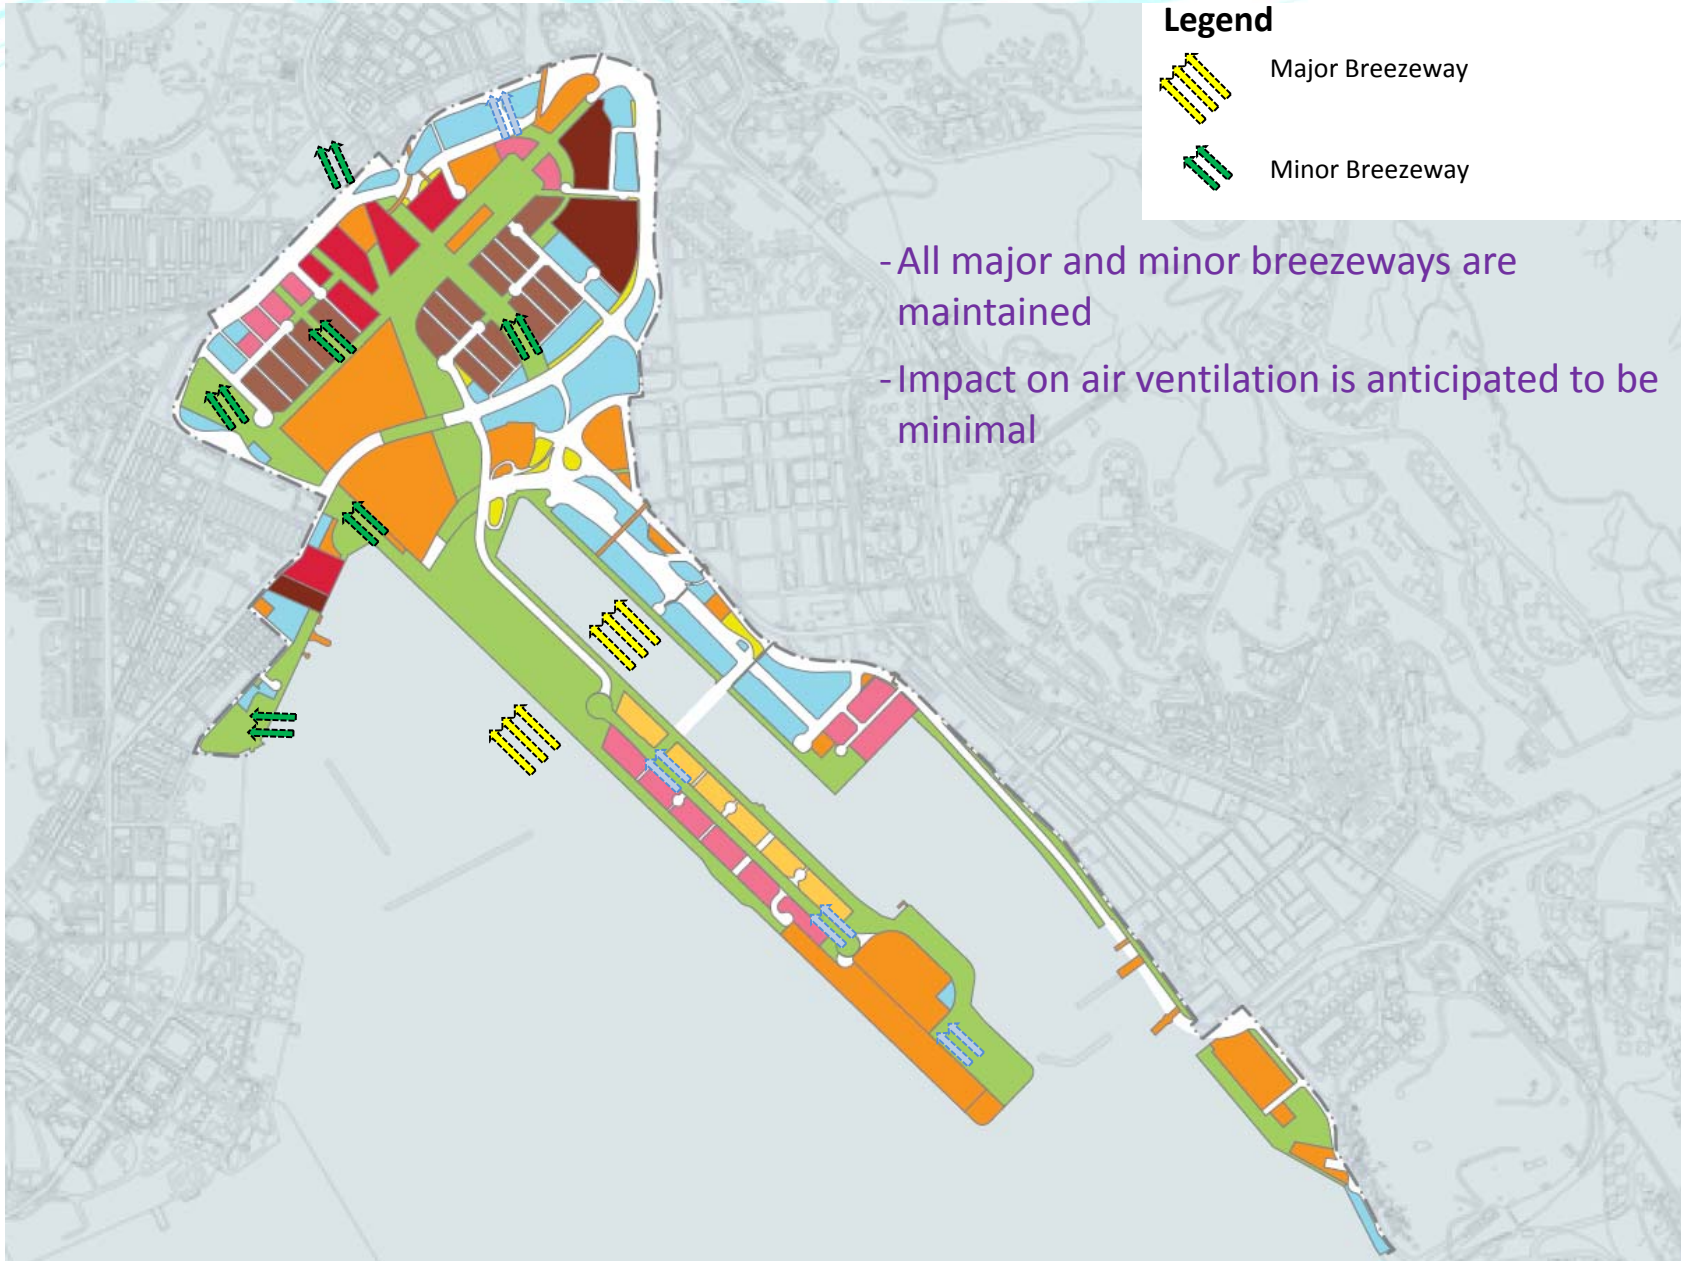 Legend
Major Breezeway
Minor Breezeway
- All major and minor breezeways are
maintained
- Impact on air ventilation is anticipated to be
minimal